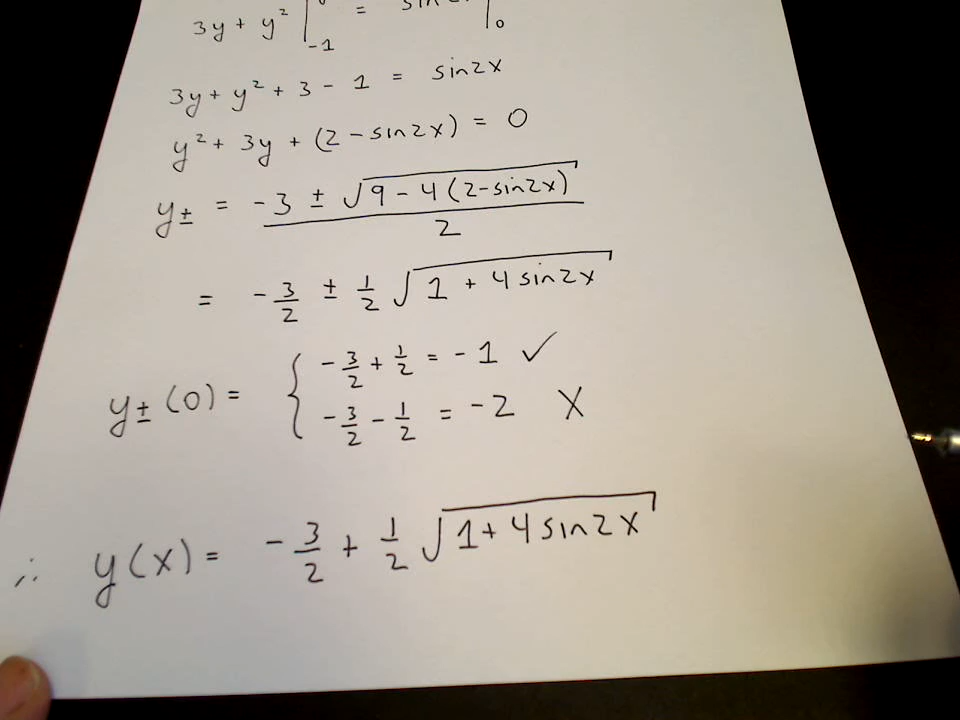 3y + y² |₋₁ = sin2 |₀
3y + y² + 3 - 1 = sin2x
y² + 3y + (2 - sin2x) = 0
y± = (-3 ± √(9 - 4(2-sin2x)))/2
= -3/2 ± 1/2 √(1 + 4sin2x)
y±(0) = { -3/2 + 1/2 = -1 ✓
-3/2 - 1/2 = -2 X
∴ y(x) = -3/2 + 1/2 √(1+4sin2x)